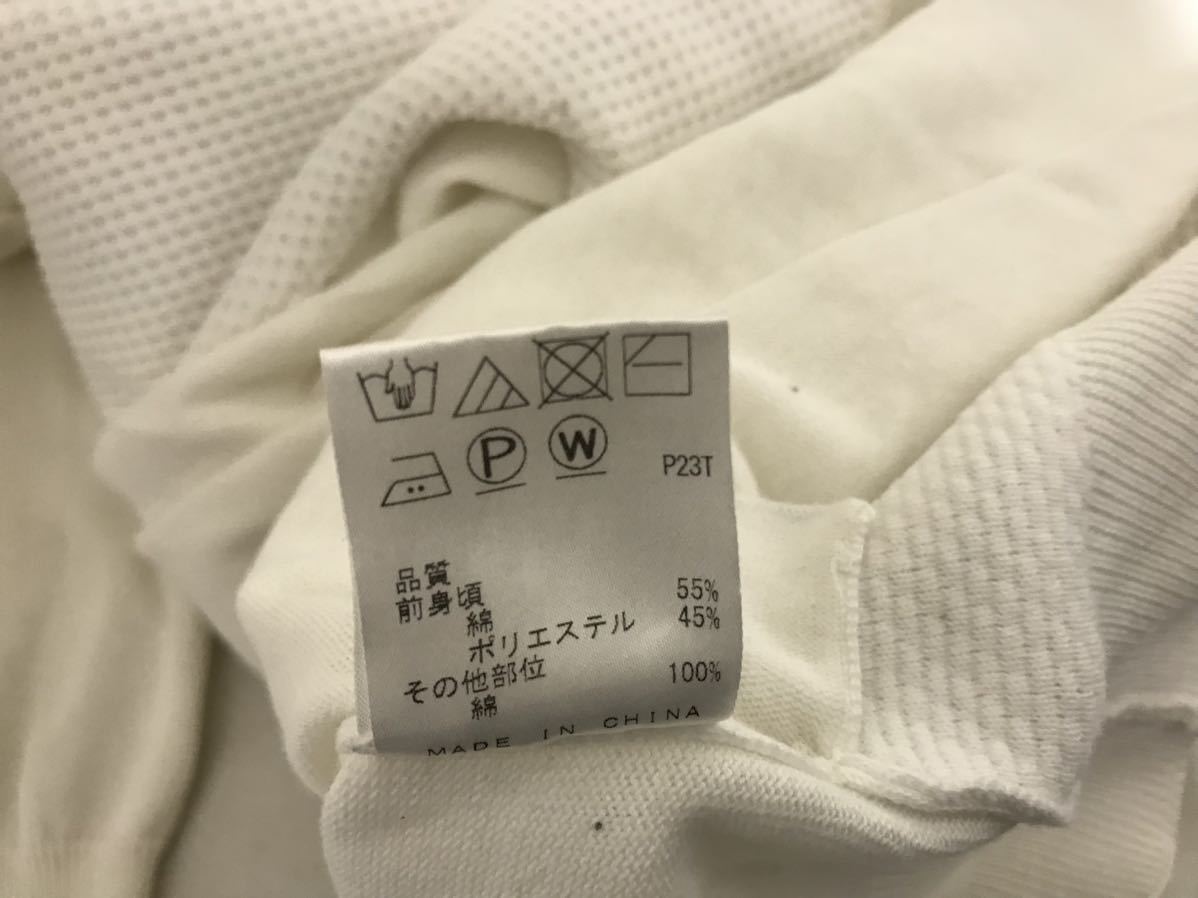 P W P23T
品質
前身頃
綿 55%
ポリエステル 45%
その他部位
綿 100%
MADE IN CHINA